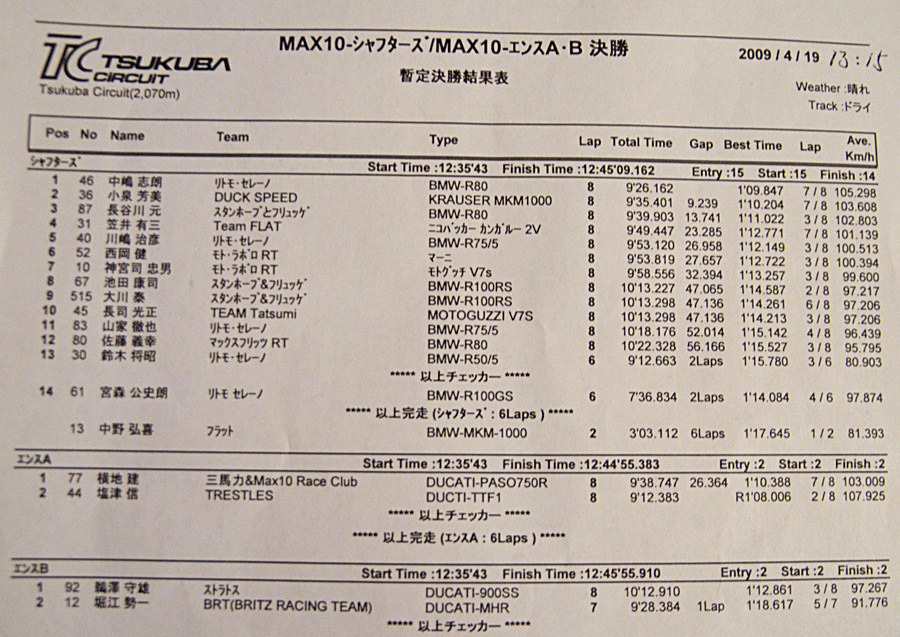 TC TSUKUBA CIRCUIT
Tsukuba Circuit(2,070m)
MAX10-シャフターズ/MAX10-エンスA・B 決勝
暫定決勝結果表
2009 / 4 / 19 13:15
Weather :晴れ
Track :ドライ
Pos No Name Team Type Lap Total Time Gap Best Time Lap Ave. Km/h
シャフターズ Start Time :12:35'43 Finish Time :12:45'09.162 Entry :15 Start :15 Finish :14
1 46 中嶋 志朗 リトモ・セレーノ BMW-R80 8 9'26.162 1'09.847 7 / 8 105.298
2 36 小泉 芳美 DUCK SPEED KRAUSER MKM1000 8 9'35.401 9.239 1'10.204 7 / 8 103.608
3 87 長谷川 元 スタンホープとフリュッゲ BMW-R80 8 9'39.903 13.741 1'11.022 3 / 8 102.803
4 31 笠井 有三 Team FLAT ニコバッカー カンガルー 2V 8 9'49.447 23.285 1'12.771 7 / 8 101.139
5 40 川嶋 治彦 リトモ・セレーノ BMW-R75/5 8 9'53.120 26.958 1'12.149 3 / 8 100.513
6 52 西岡 健 モト・ラボロ RT マーニ 8 9'53.819 27.657 1'12.722 3 / 8 100.394
7 10 神宮司 忠男 モト・ラボロ RT モトグッチ V7s 8 9'58.556 32.394 1'13.257 3 / 8 99.600
8 67 池田 康司 スタンホープ&フリュッゲ BMW-R100RS 8 10'13.227 47.065 1'14.587 2 / 8 97.217
9 515 大川 泰 スタンホープ&フリュッゲ BMW-R100RS 8 10'13.298 47.136 1'14.261 6 / 8 97.206
10 45 長司 光正 TEAM Tatsumi MOTOGUZZI V7S 8 10'13.298 47.136 1'14.213 3 / 8 97.206
11 83 山家 徹也 リトモ・セレーノ BMW-R75/5 8 10'18.176 52.014 1'15.142 4 / 8 96.439
12 80 佐藤 義幸 マックスフリッツ RT BMW-R80 8 10'22.328 56.166 1'15.527 3 / 8 95.795
13 30 鈴木 将昭 リトモ・セレーノ BMW-R50/5 6 9'12.663 2Laps 1'15.780 3 / 6 80.903
***** 以上チェッカー *****
14 61 宮森 公史朗 リトモ セレーノ BMW-R100GS 6 7'36.834 2Laps 1'14.084 4 / 6 97.874
***** 以上完走 (シャフターズ : 6Laps ) *****
13 中野 弘喜 フラット BMW-MKM-1000 2 3'03.112 6Laps 1'17.645 1 / 2 81.393
エンスA Start Time :12:35'43 Finish Time :12:44'55.383 Entry :2 Start :2 Finish :2
1 77 横地 建 三馬力&Max10 Race Club DUCATI-PASO750R 8 9'38.747 26.364 1'10.388 7 / 8 103.009
2 44 塩津 信 TRESTLES DUCTI-TTF1 8 9'12.383 R1'08.006 2 / 8 107.925
***** 以上チェッカー *****
***** 以上完走 (エンスA : 6Laps ) *****
エンスB Start Time :12:35'43 Finish Time :12:45'55.910 Entry :2 Start :2 Finish :2
1 92 鵜澤 守雄 ストラトス DUCATI-900SS 8 10'12.910 1'12.861 3 / 8 97.267
2 12 堀江 勢一 BRT(BRITZ RACING TEAM) DUCATI-MHR 7 9'28.384 1Lap 1'18.617 5 / 7 91.776
***** 以上チェッカー *****